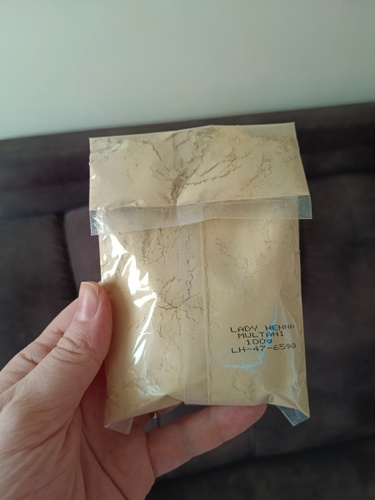 LADY HENNA
MULTANI
100g
LH-47-6590